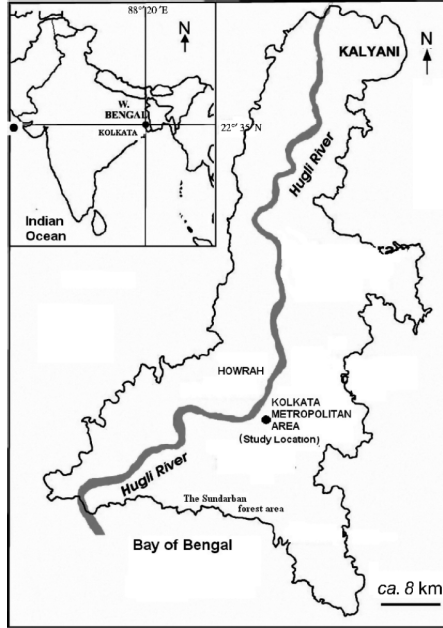 88°'20 'E
N
W.
BENGAL
KOLKATA
22°' 35' N
Indian
Ocean
KALYANI
N
Hugli River
HOWRAH
KOLKATA
METROPOLITAN
AREA
(Study Location)
Hugli River
The Sundarban
forest area
Bay of Bengal
ca. 8 km